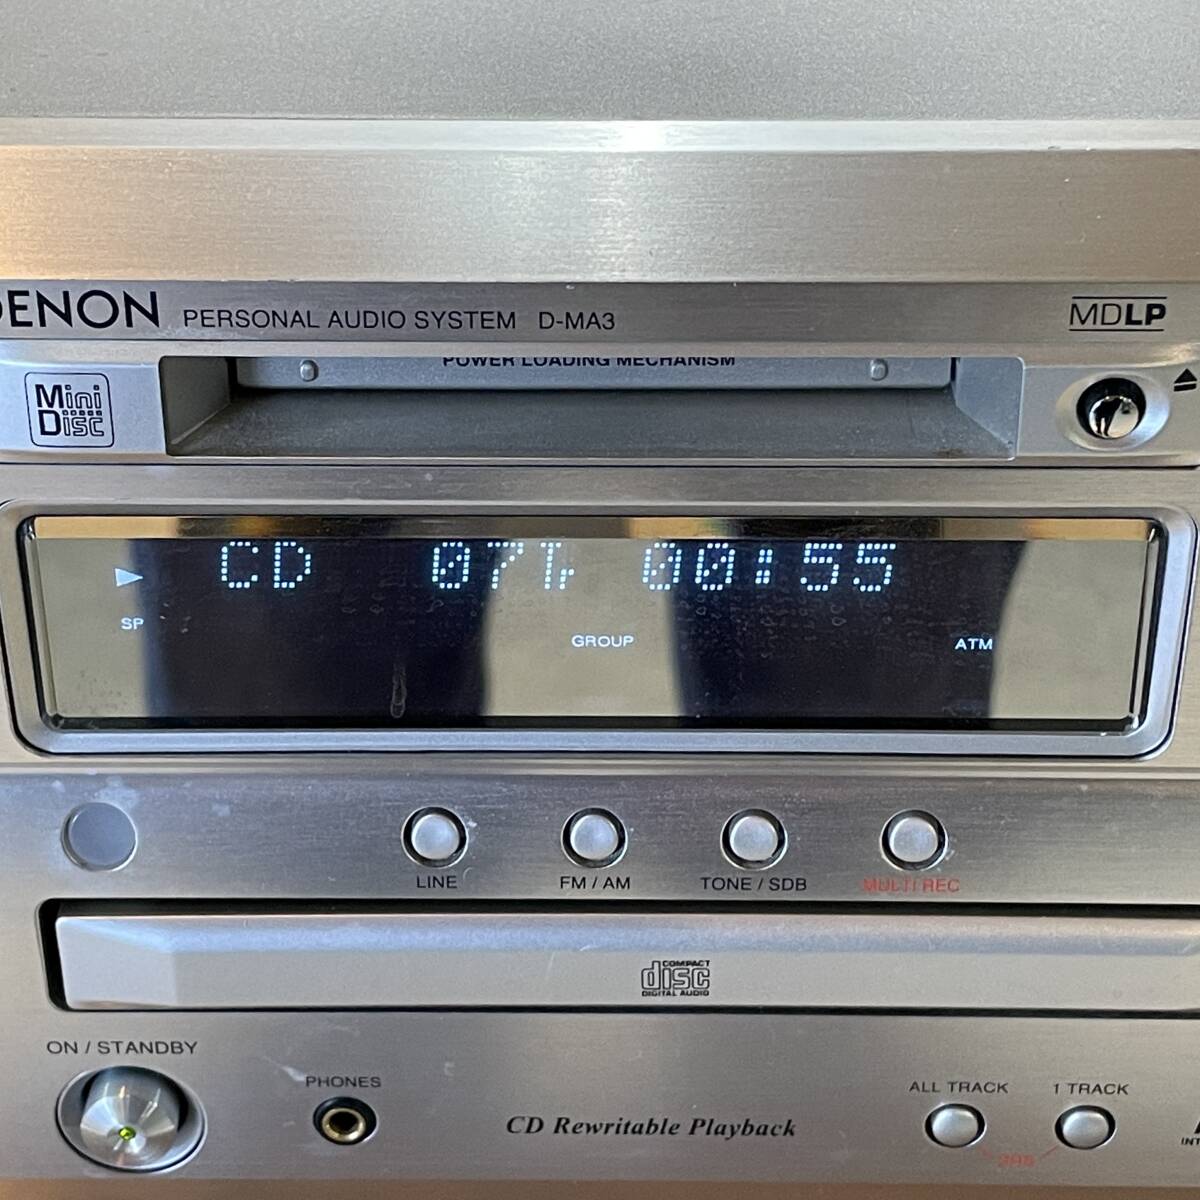 DENON PERSONAL AUDIO SYSTEM D-MA3
MDLP
POWER LOADING MECHANISM
Mini Disc
CD 07Tr 00:55
SP
GROUP
ATM
LINE
FM / AM
TONE / SDB
MULTI REC
COMPACT
disc
DIGITAL AUDIO
ON / STANDBY
PHONES
CD Rewritable Playback
ALL TRACK
1 TRACK